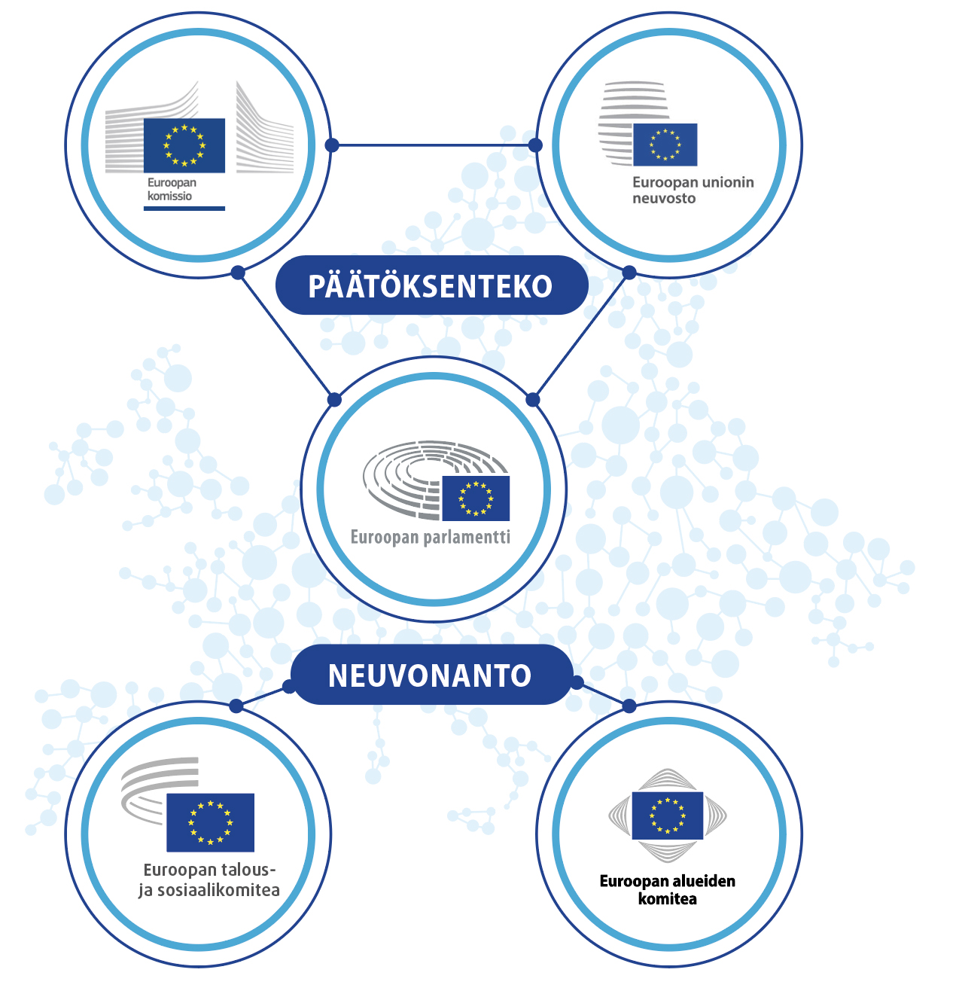 Euroopan
komissio
Euroopan unionin
neuvosto
PÄÄTÖKSENTEKO
Euroopan parlamentti
NEUVONANTO
Euroopan talous-
ja sosiaalikomitea
Euroopan alueiden
komitea